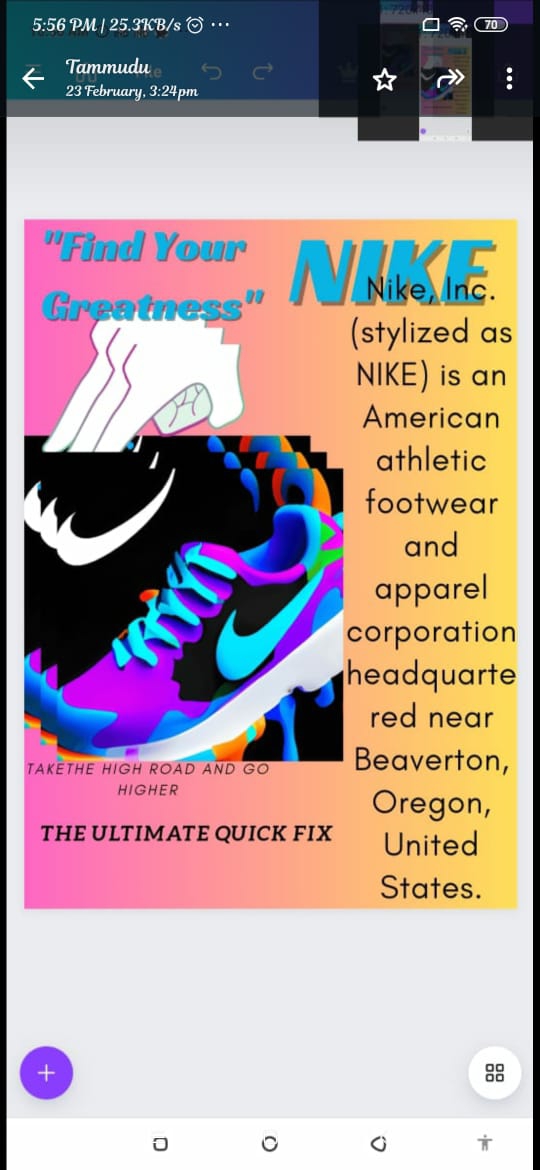 5:56 PM | 25.3KB/s
70
Tammudu
23 February, 3:24pm
"Find Your
Greatness"
NIKE
Nike, Inc.
(stylized as
NIKE) is an
American
athletic
footwear
and
apparel
corporation
headquarte
red near
Beaverton,
Oregon,
United
States.
TAKETHE HIGH ROAD AND GO
HIGHER
THE ULTIMATE QUICK FIX